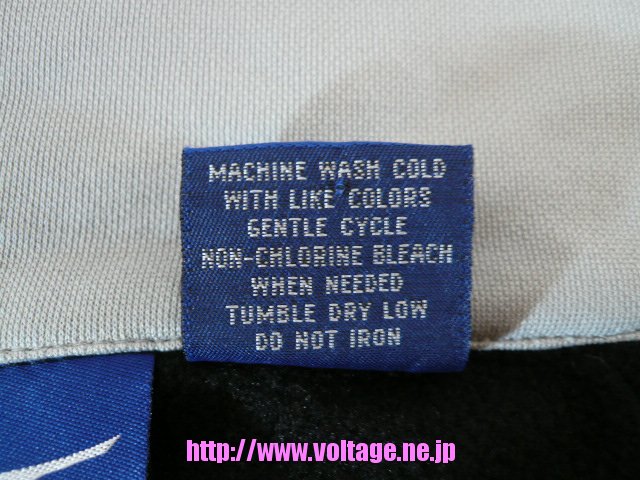 MACHINE WASH COLD
WITH LIKE COLORS
GENTLE CYCLE
NON-CHLORINE BLEACH
WHEN NEEDED
TUMBLE DRY LOW
DO NOT IRON
http://www.voltage.ne.jp